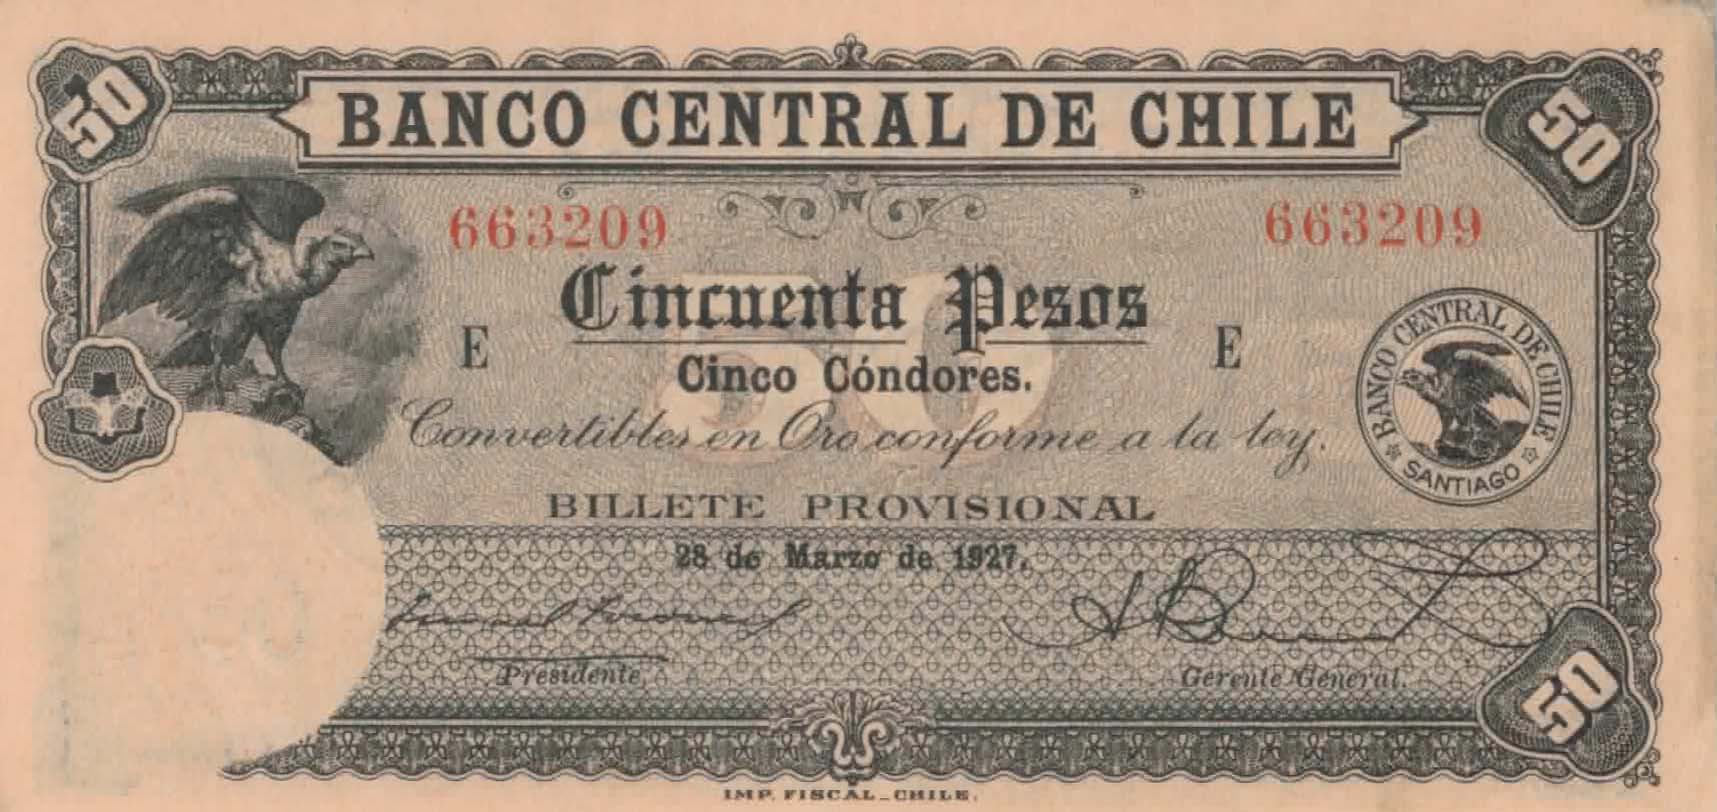 50
50
BANCO CENTRAL DE CHILE
663209
663209
Cincuenta Pesos
E
E
Cinco Cóndores.
Convertibles en Oro conforme a la ley.
BANCO CENTRAL DE CHILE
SANTIAGO
50
BILLETE PROVISIONAL
28 de Marzo de 1927.
Presidente,
Gerente General.
50
IMP. FISCAL_CHILE.